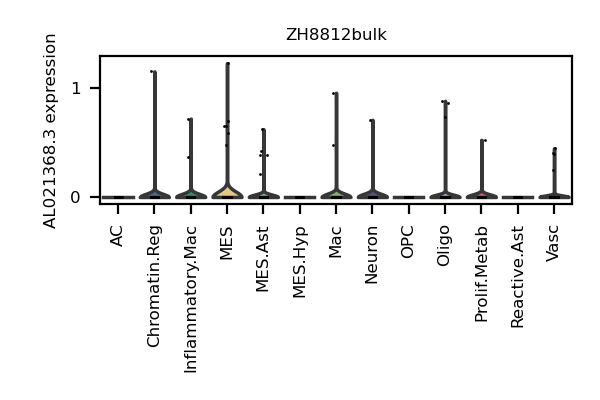 ZH8812bulk
AL021368.3 expression
1
0
AC
Chromatin.Reg
Inflammatory.Mac
MES
MES.Ast
MES.Hyp
Mac
Neuron
OPC
Oligo
Prolif.Metab
Reactive.Ast
Vasc